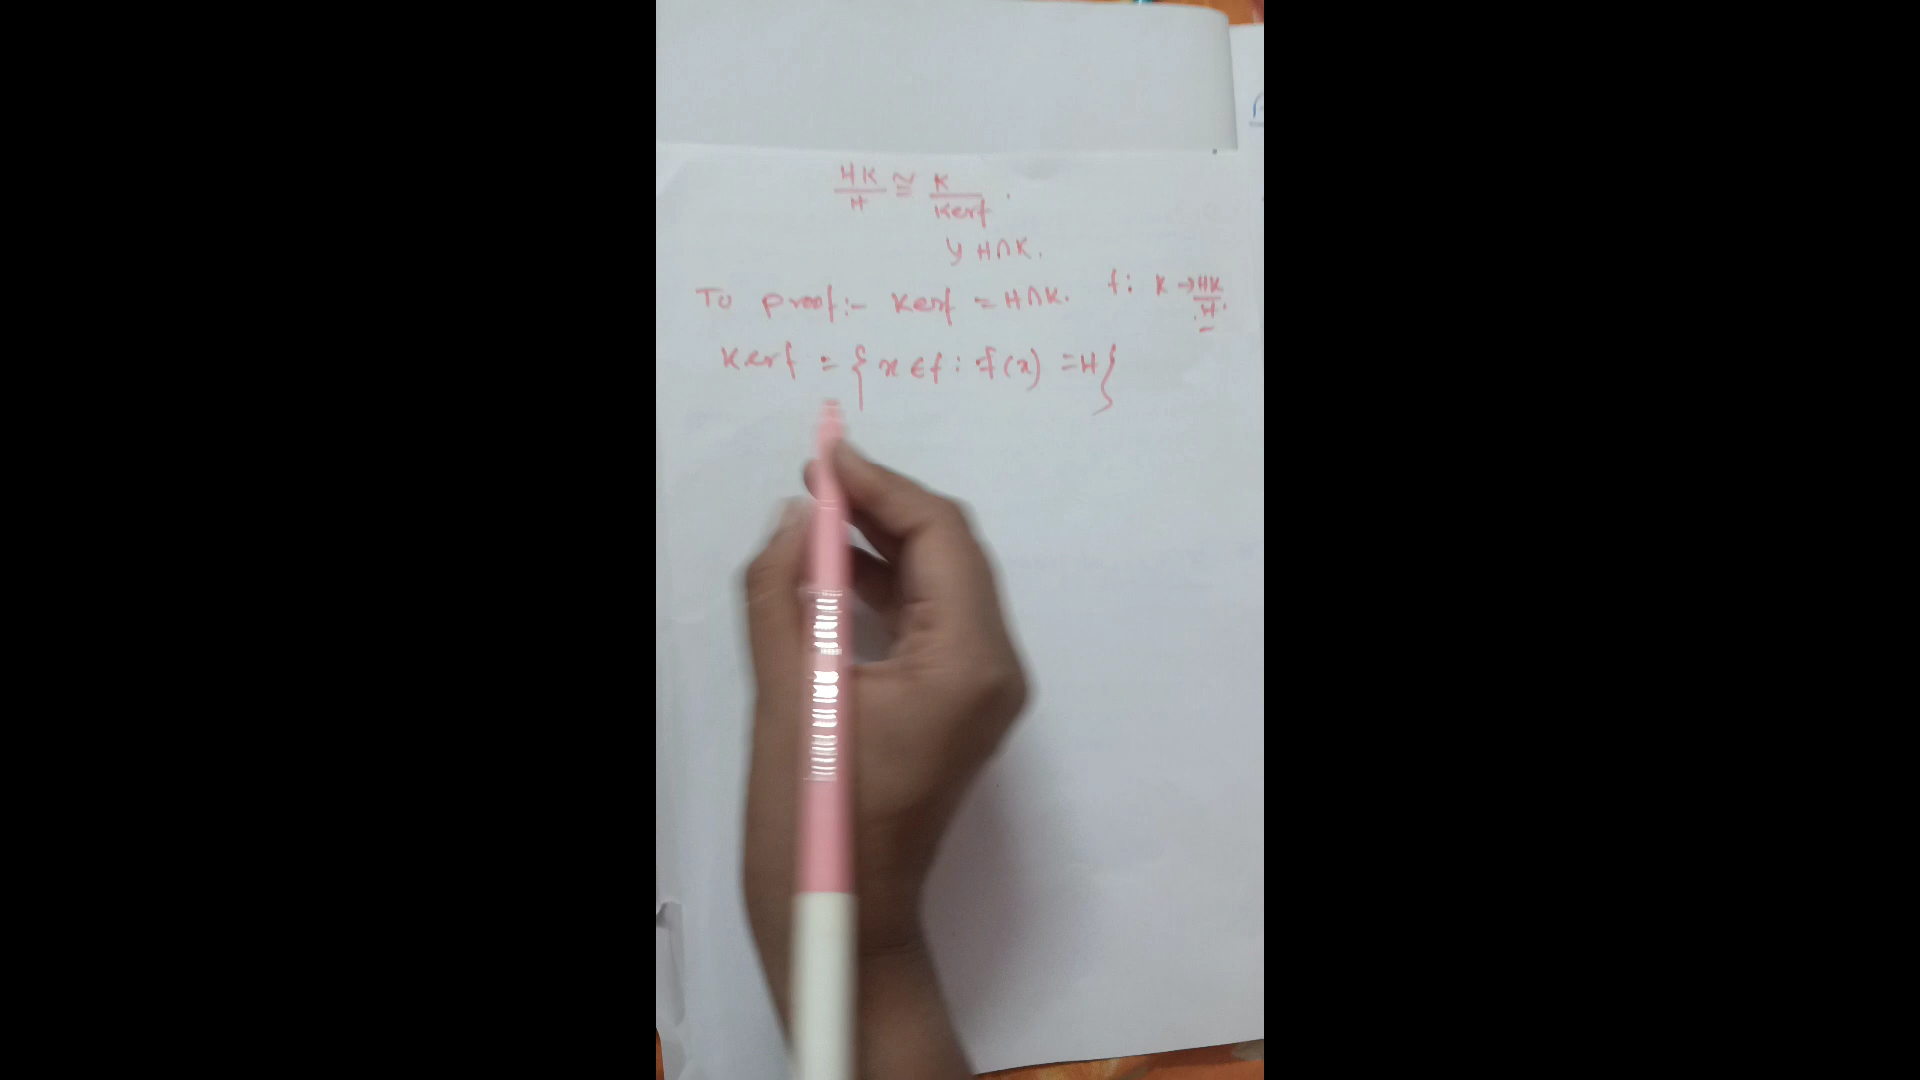 HK/H ≅ K/Kerf .
↳ H∩K.
To proof:- Kerf = H∩K. f: K → HK/H.
Kerf = { x ∈ f : f(x) = H }